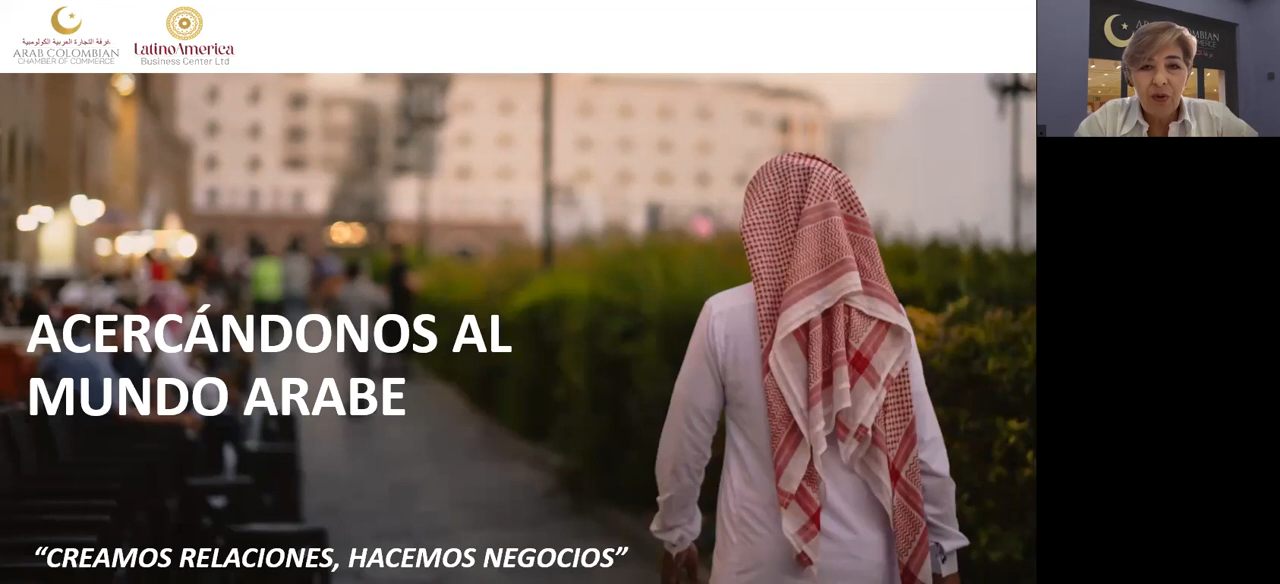 غرفة التجارة العربية الكولومبية
ARAB COLOMBIAN
CHAMBER OF COMMERCE
LatinoAmerica
Business Center Ltd
ACERCÁNDONOS AL
MUNDO ARABE
“CREAMOS RELACIONES, HACEMOS NEGOCIOS”